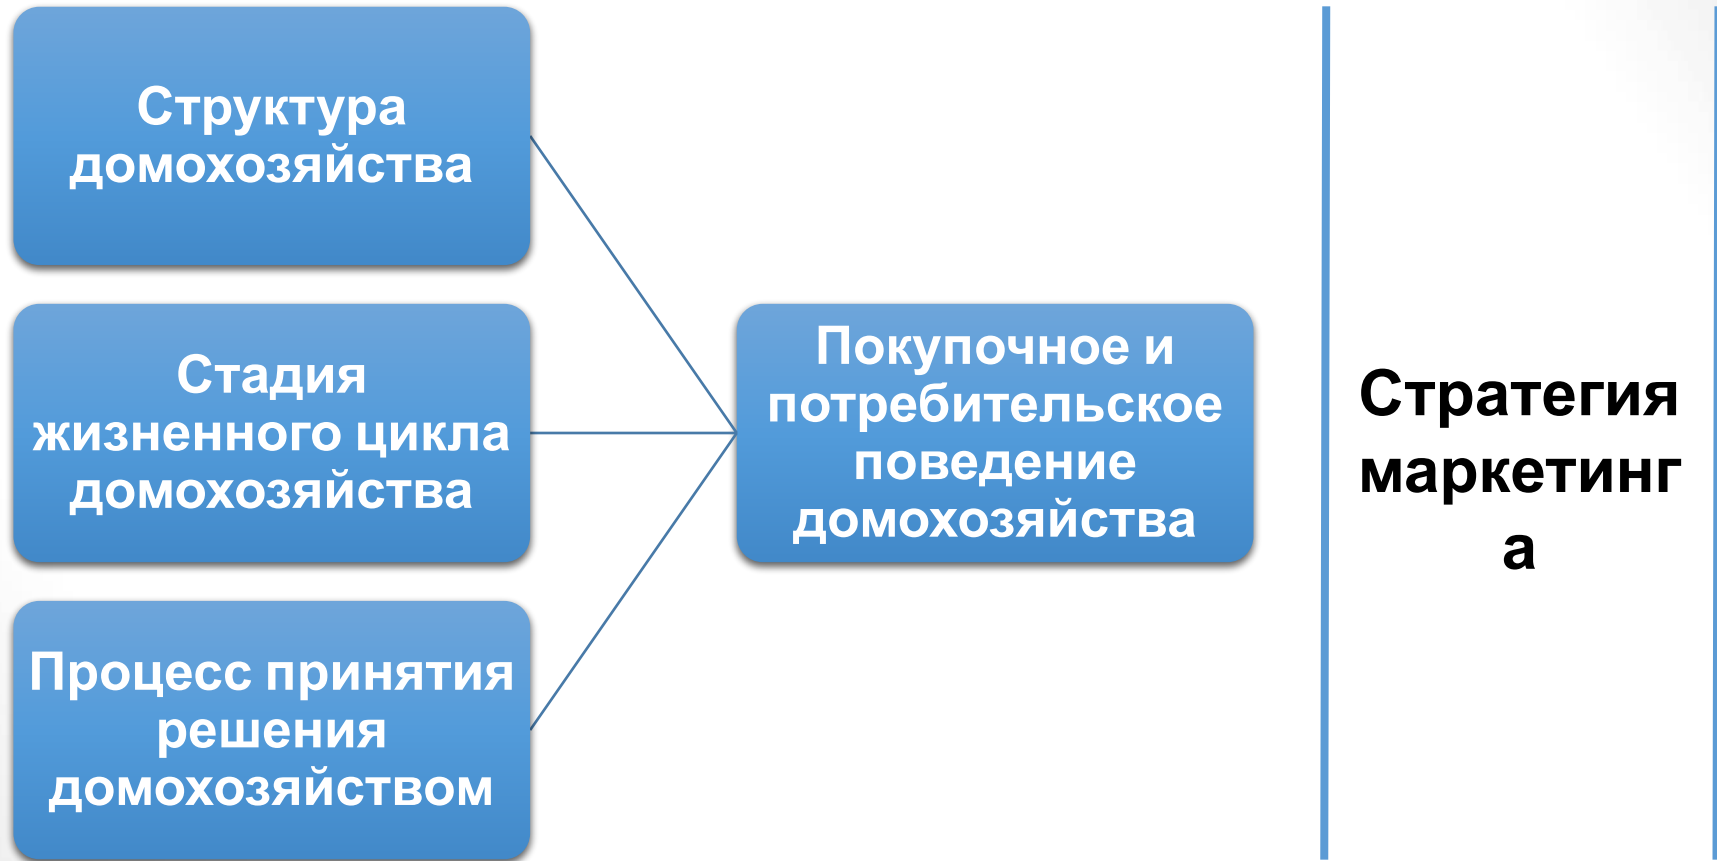 Структура
домохозяйства
Стадия
жизненного цикла
домохозяйства
Процесс принятия
решения
домохозяйством
Покупочное и
потребительское
поведение
домохозяйства
Стратегия
маркетинг
а